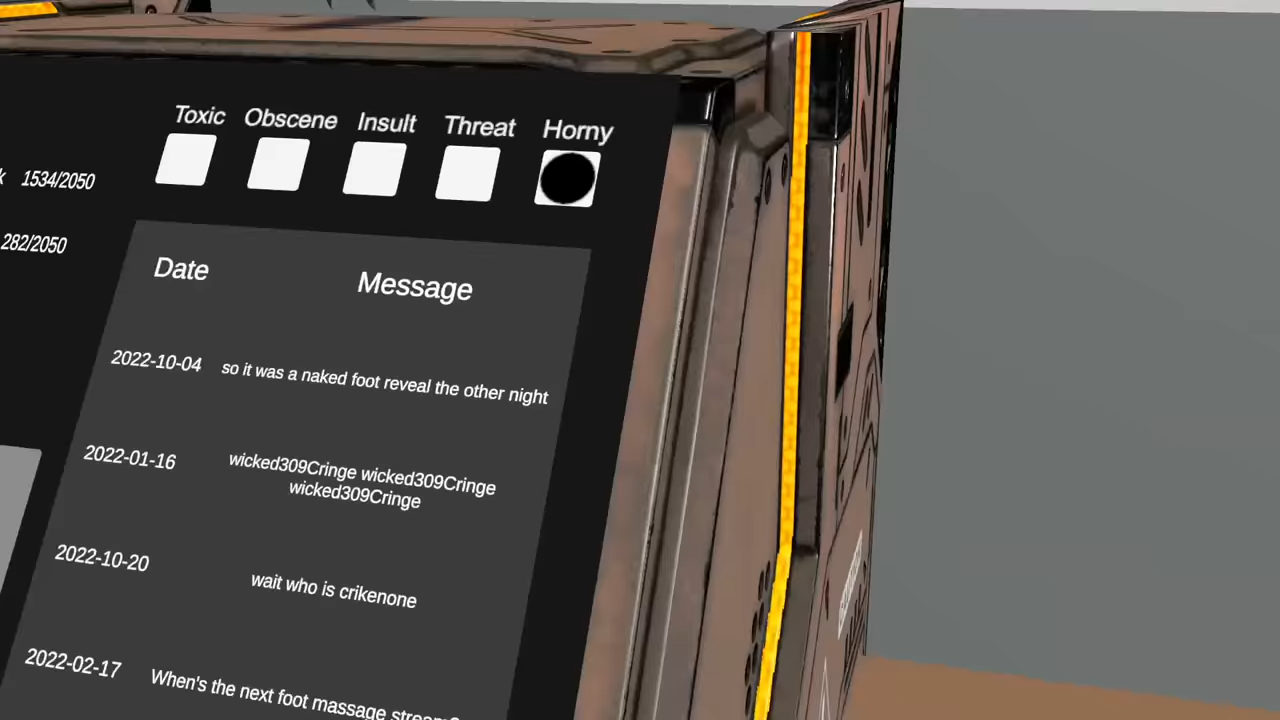 Toxic Obscene Insult Threat Horny
1534/2050
282/2050
Date Message
2022-10-04 so it was a naked foot reveal the other night
2022-01-16 wicked309Cringe wicked309Cringe
wicked309Cringe
2022-10-20 wait who is crikenone
2022-02-17 When's the next foot massage stream?